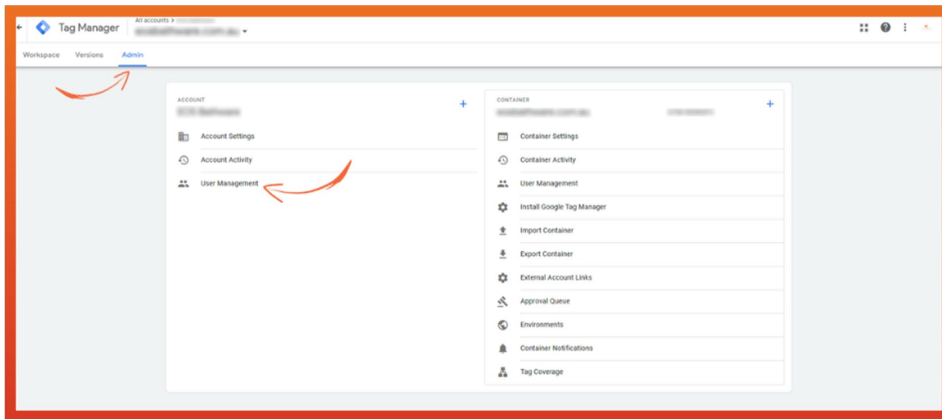 Tag Manager
All accounts >
Workspace Versions Admin
ACCOUNT
Account Settings
Account Activity
User Management
CONTAINER
Container Settings
Container Activity
User Management
Install Google Tag Manager
Import Container
Export Container
External Account Links
Approval Queue
Environments
Container Notifications
Tag Coverage